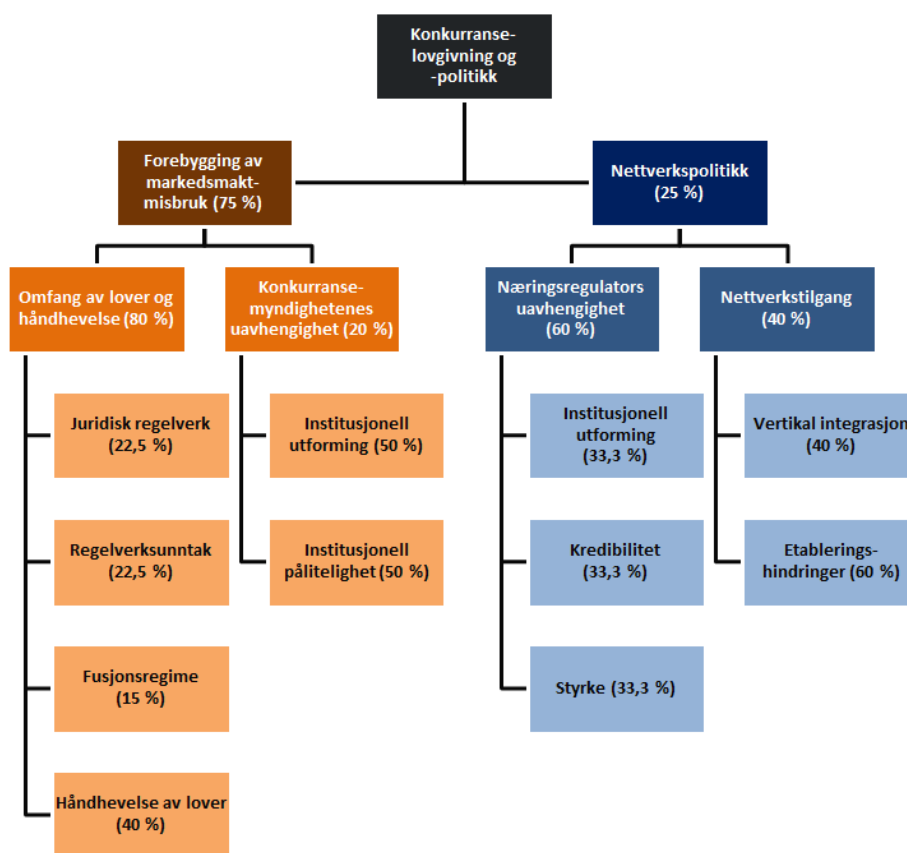 Konkurranse-
lovgivning og
-politikk
Forebygging av
markedsmakt-
misbruk (75 %)
Nettverkspolitikk
(25 %)
Omfang av lover og
håndhevelse (80 %)
Konkurranse-
myndighetenes
uavhengighet (20 %)
Næringsregulators
uavhengighet
(60 %)
Nettverkstilgang
(40 %)
Juridisk regelverk
(22,5 %)
Institusjonell
utforming (50 %)
Institusjonell
utforming
(33,3 %)
Vertikal integrasjon
(40 %)
Regelverksunntak
(22,5 %)
Institusjonell
pålitelighet (50 %)
Kredibilitet
(33,3 %)
Etablerings-
hindringer (60 %)
Fusjonsregime
(15 %)
Styrke (33,3 %)
Håndhevelse av lover
(40 %)